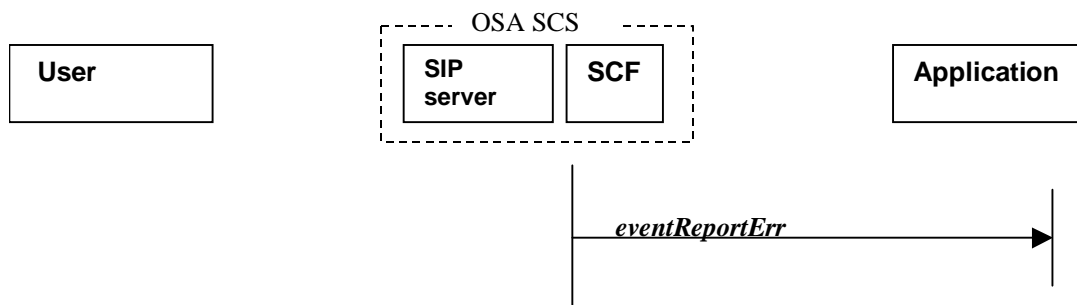 OSA SCS
User
SIP
server
SCF
Application
eventReportErr